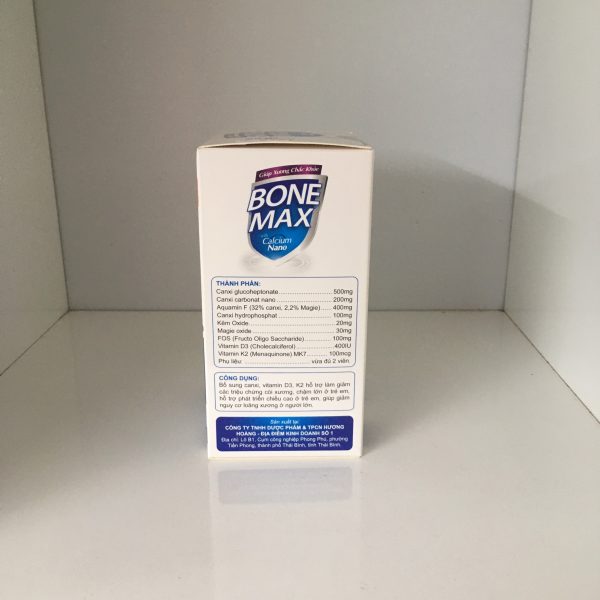 Giúp Xương Chắc Khỏe
BONE
MAX
Calcium
Nano
THÀNH PHẦN:
Canxi glucoheptonate..................500mg
Canxi carbonat nano ...................200mg
Aquamin F (32% canxi, 2,2% Magie) ....400mg
Canxi hydrophosphat ..................100mg
Kẽm Oxide..................................20mg
Magie oxide................................30mg
FOS (Fructo Oligo Saccharide)..........100mg
Vitamin D3 (Cholecalciferol)............400IU
Vitamin K2 (Menaquinone) MK7.........100mcg
Phụ liệu: ........................ vừa đủ 2 viên
CÔNG DỤNG:
Bổ sung canxi, vitamin D3, K2 hỗ trợ làm giảm
các triệu chứng còi xương, chậm lớn ở trẻ em,
hỗ trợ phát triển chiều cao ở trẻ em, giúp giảm
nguy cơ loãng xương ở người lớn.
Sản xuất tại:
CÔNG TY TNHH DƯỢC PHẨM & TPCN HƯƠNG
HOÀNG - ĐỊA ĐIỂM KINH DOANH SỐ 1
Địa chỉ: Lô B1, Cụm công nghiệp Phong Phú, phường
Tiền Phong, thành phố Thái Bình, tỉnh Thái Bình.